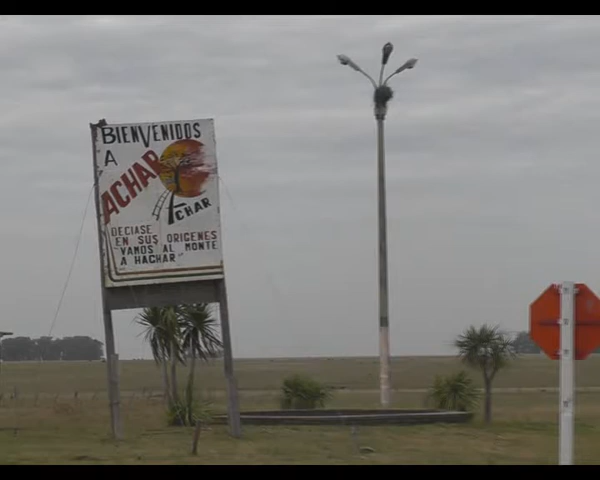 BIENVENIDOS
A
ACHAR
ACHAR
DECIASE
EN SUS ORIGENES
"VAMOS AL MONTE
A HACHAR"